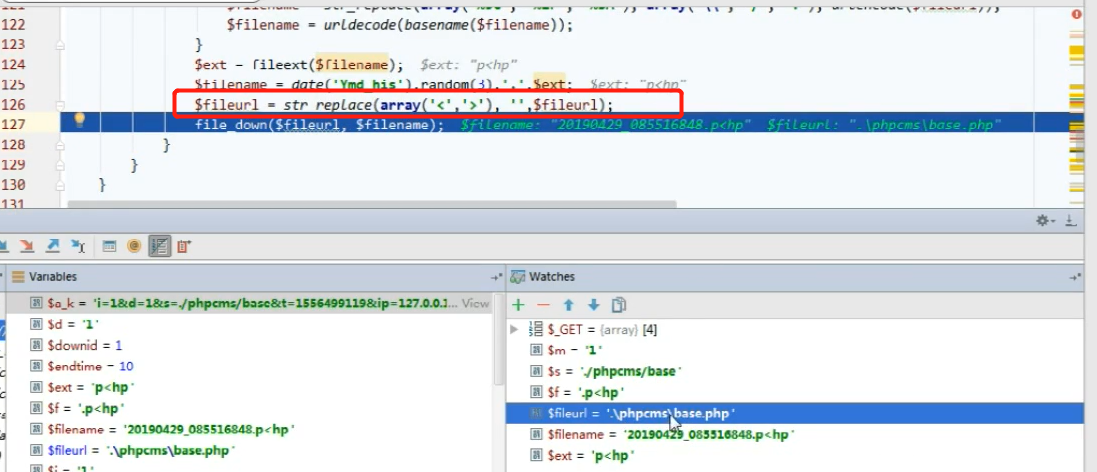 122 $filename = urldecode(basename($filename));
123 }
124 $ext = fileext($filename); $ext: "p<hp"
125 $filename = date('Ymd_his').random(3).'.'.$ext; $ext: "p<hp"
126 $fileurl = str_replace(array('<','>'), '',$fileurl);
127 file_down($fileurl, $filename); $filename: "20190429_085516848.p<hp" $fileurl: ".\phpcms\base.php"
128 }
129 }
130 }
131
Variables
Watches
$a_k = 'i=1&d=1&s=./phpcms/base&t=1556499119&ip=127.0.0.1... View
$d = '1'
$downid = 1
$endtime = 10
$ext = 'p<hp'
$f = '.p<hp'
$filename = '20190429_085516848.p<hp'
$fileurl = '.\phpcms\base.php'
$i = '1'
$_GET = {array} [4]
$m = '1'
$s = './phpcms/base'
$f = '.p<hp'
$fileurl = '.\phpcms\base.php'
$filename = '20190429_085516848.p<hp'
$ext = 'p<hp'